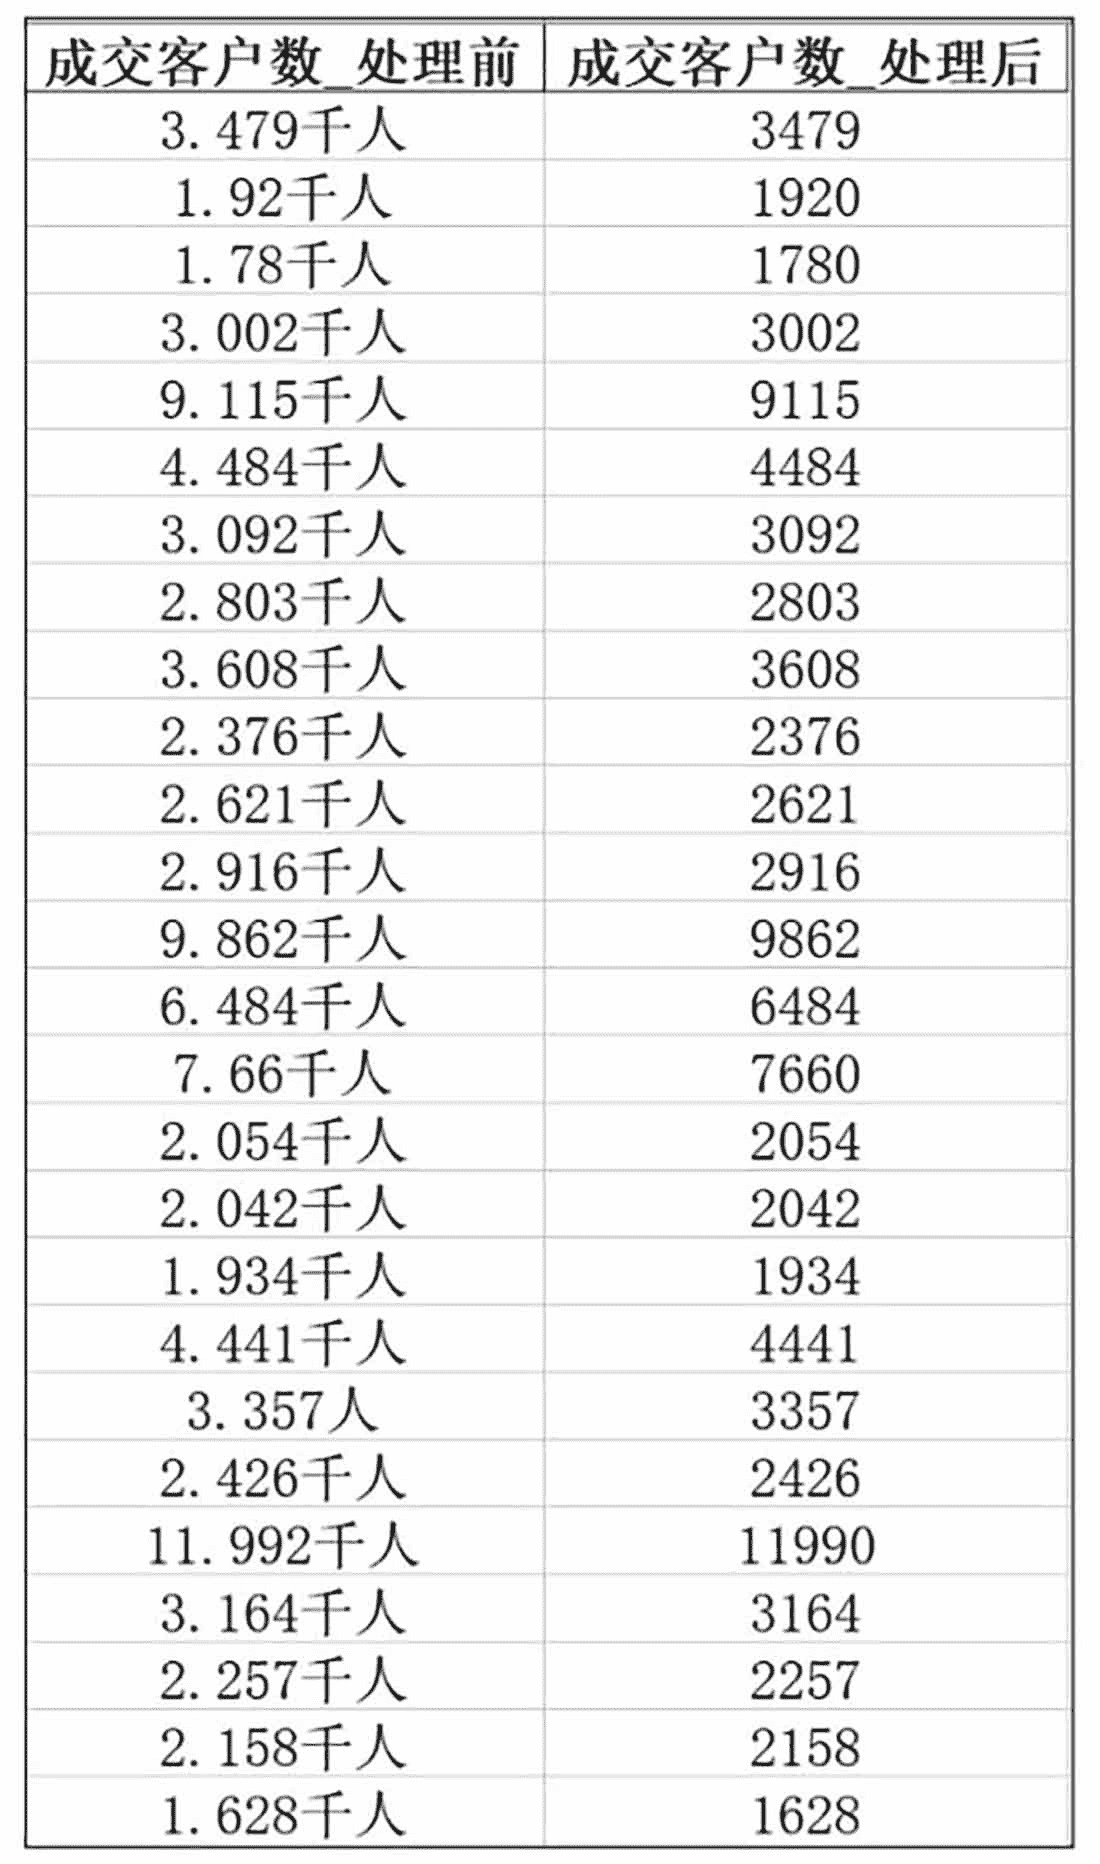 成交客户数_处理前 成交客户数_处理后
3.479千人 3479
1.92千人 1920
1.78千人 1780
3.002千人 3002
9.115千人 9115
4.484千人 4484
3.092千人 3092
2.803千人 2803
3.608千人 3608
2.376千人 2376
2.621千人 2621
2.916千人 2916
9.862千人 9862
6.484千人 6484
7.66千人 7660
2.054千人 2054
2.042千人 2042
1.934千人 1934
4.441千人 4441
3.357人 3357
2.426千人 2426
11.992千人 11990
3.164千人 3164
2.257千人 2257
2.158千人 2158
1.628千人 1628